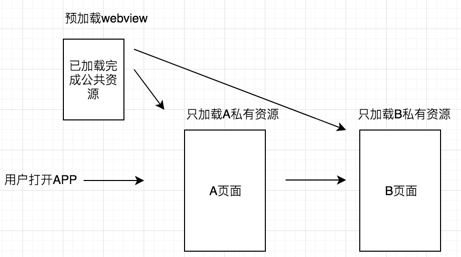 预加载webview
已加载完
成公共资
源
只加载A私有资源
只加载B私有资源
用户打开APP
A页面
B页面